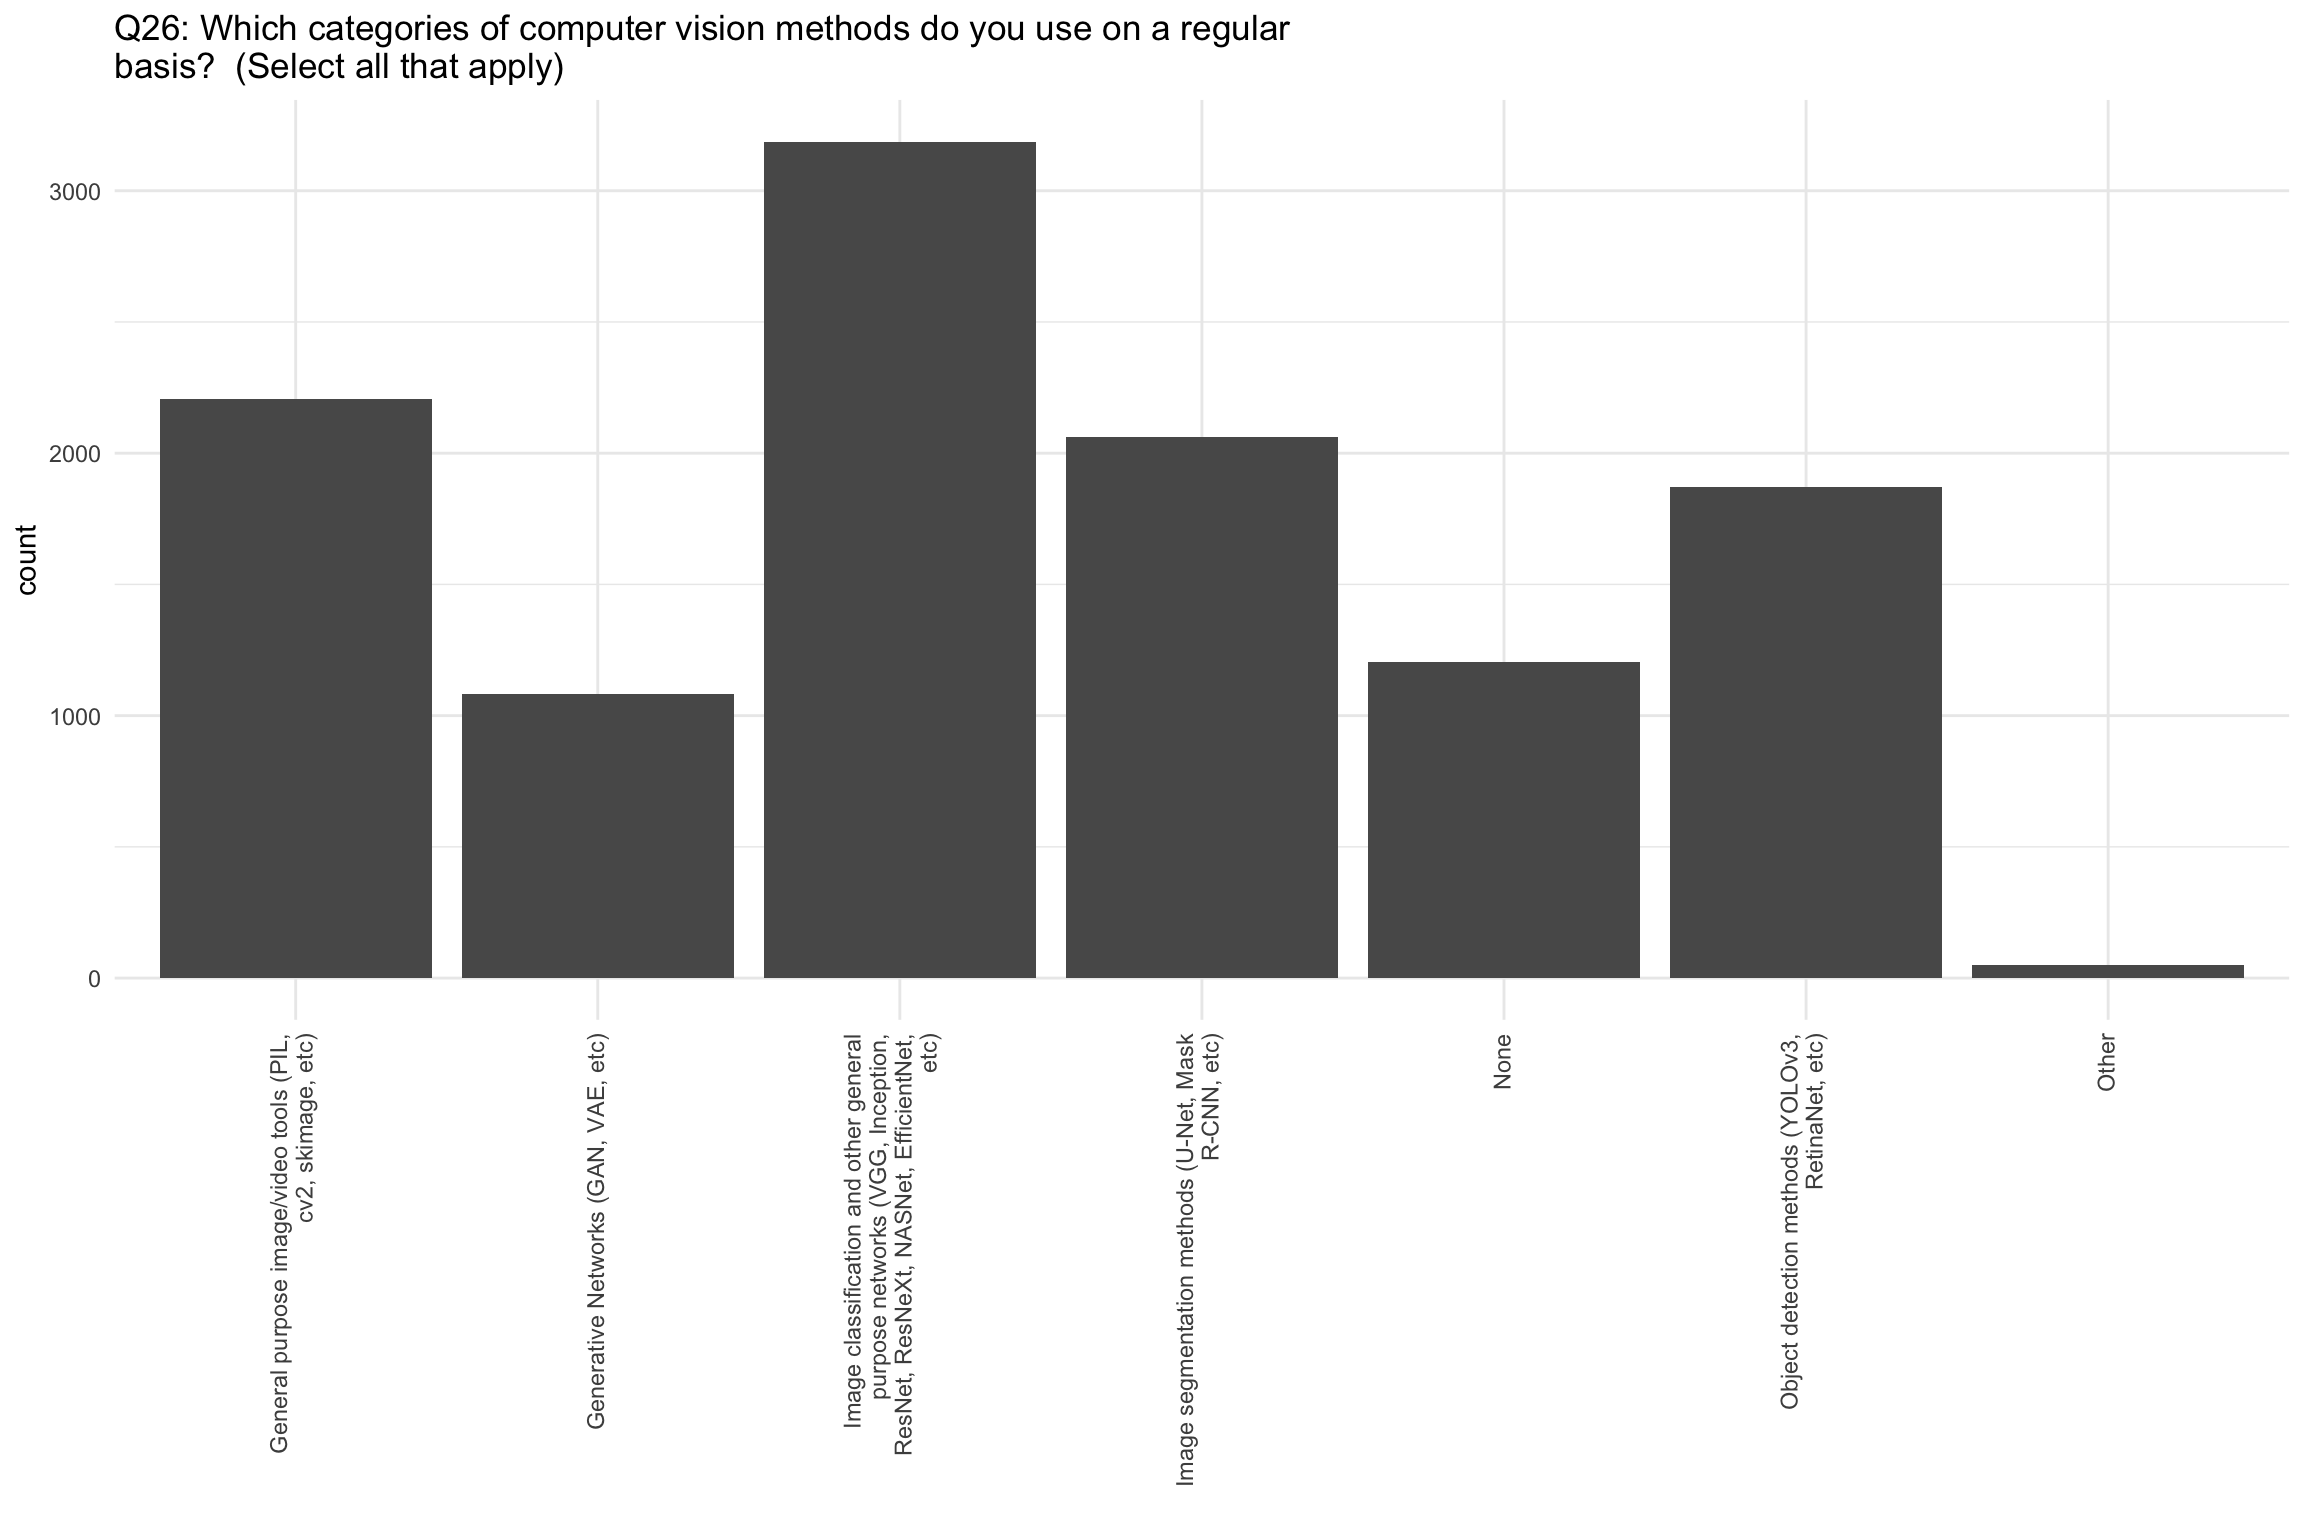 Q26: Which categories of computer vision methods do you use on a regular
basis?  (Select all that apply)
count
3000
2000
1000
0
General purpose image/video tools (PIL,
cv2, skimage, etc)
Generative Networks (GAN, VAE, etc)
Image classification and other general
purpose networks (VGG, Inception,
ResNet, ResNeXt, NASNet, EfficientNet,
etc)
Image segmentation methods (U-Net, Mask
R-CNN, etc)
None
Object detection methods (YOLOv3,
RetinaNet, etc)
Other